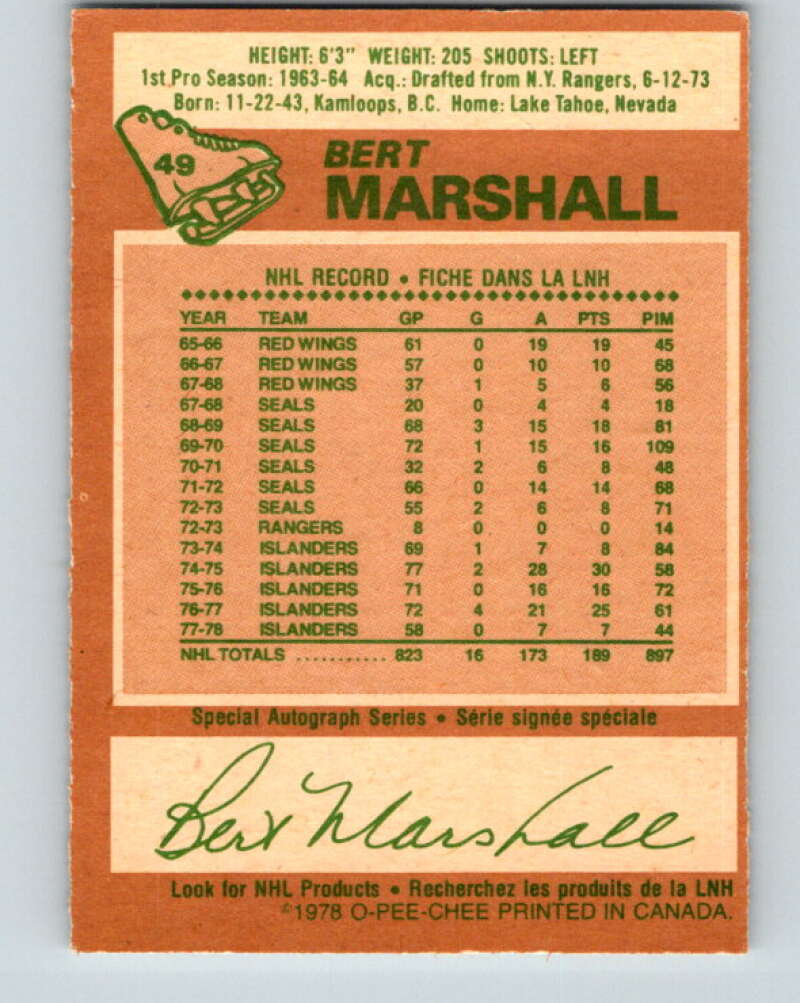 HEIGHT: 6'3" WEIGHT: 205 SHOOTS: LEFT
1st Pro Season: 1963-64 Acq.: Drafted from N.Y. Rangers, 6-12-73
Born: 11-22-43, Kamloops, B.C. Home: Lake Tahoe, Nevada
49
BERT
MARSHALL
NHL RECORD • FICHE DANS LA LNH
YEAR TEAM GP G A PTS PIM
65-66 RED WINGS 61 0 19 19 45
66-67 RED WINGS 57 0 10 10 68
67-68 RED WINGS 37 1 5 6 56
67-68 SEALS 20 0 4 4 18
68-69 SEALS 68 3 15 18 81
69-70 SEALS 72 1 15 16 109
70-71 SEALS 32 2 6 8 48
71-72 SEALS 66 0 14 14 68
72-73 SEALS 55 2 6 8 71
72-73 RANGERS 8 0 0 0 14
73-74 ISLANDERS 69 1 7 8 84
74-75 ISLANDERS 77 2 28 30 58
75-76 ISLANDERS 71 0 16 16 72
76-77 ISLANDERS 72 4 21 25 61
77-78 ISLANDERS 58 0 7 7 44
NHL TOTALS ........... 823 16 173 189 897
Special Autograph Series • Série signée spéciale
Bert Marshall
Look for NHL Products • Recherchez les produits de la LNH
©1978 O-PEE-CHEE PRINTED IN CANADA.